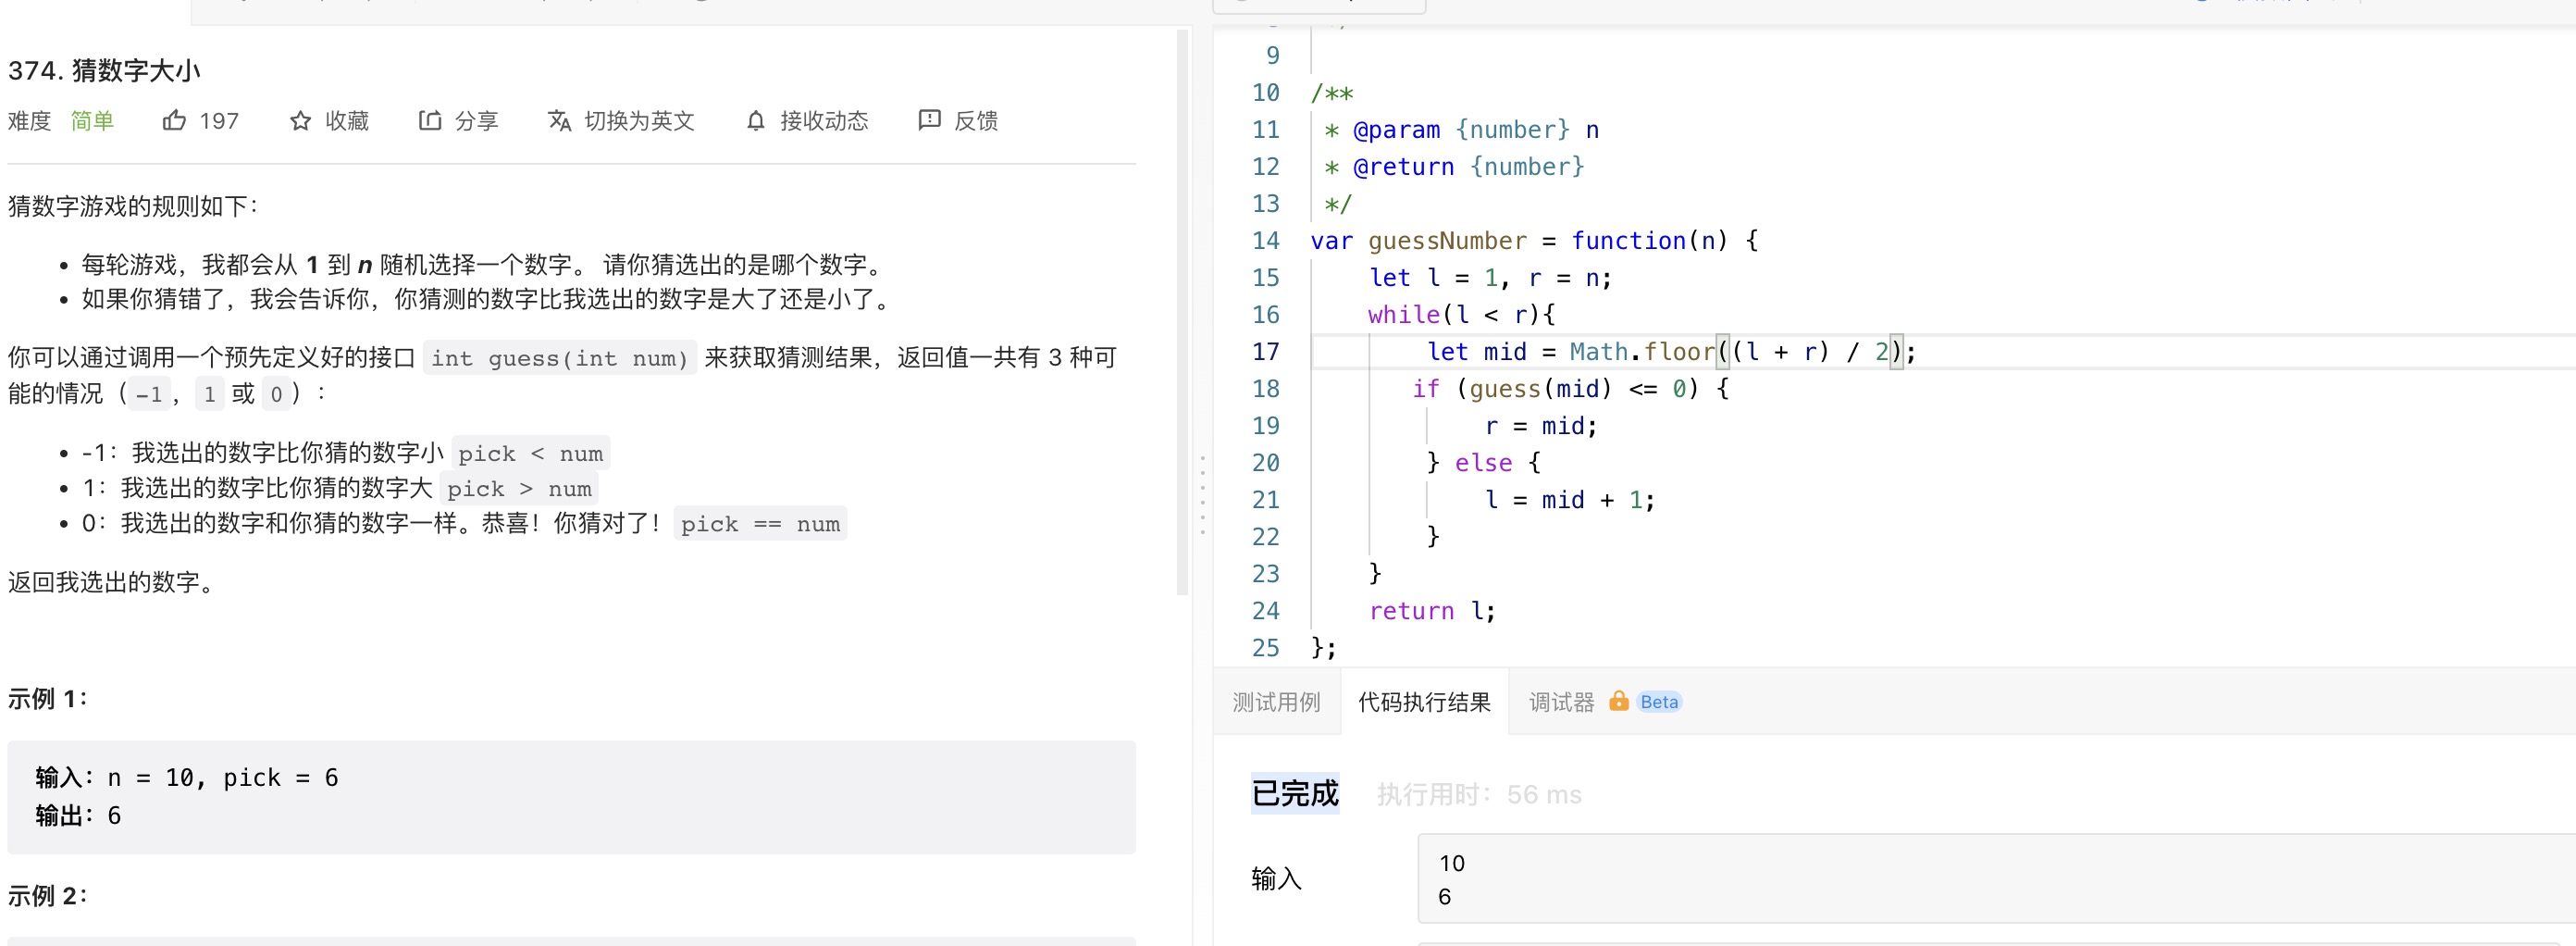 374. 猜数字大小
难度 简单 197 收藏 分享 切换为英文 接收动态 反馈
猜数字游戏的规则如下：
• 每轮游戏，我都会从 1 到 n 随机选择一个数字。 请你猜选出的是哪个数字。
• 如果你猜错了，我会告诉你，你猜测的数字比我选出的数字是大了还是小了。
你可以通过调用一个预先定义好的接口 int guess(int num) 来获取猜测结果，返回值一共有 3 种可
能的情况（-1，1 或 0）：
• -1：我选出的数字比你猜的数字小 pick < num
• 1：我选出的数字比你猜的数字大 pick > num
• 0：我选出的数字和你猜的数字一样。恭喜！你猜对了！pick == num
返回我选出的数字。
示例 1：
输入：n = 10, pick = 6
输出：6
示例 2：
9
10 /**
11 * @param {number} n
12 * @return {number}
13 */
14 var guessNumber = function(n) {
15 let l = 1, r = n;
16 while(l < r){
17 let mid = Math.floor((l + r) / 2);
18 if (guess(mid) <= 0) {
19 r = mid;
20 } else {
21 l = mid + 1;
22 }
23 }
24 return l;
25 };
测试用例 代码执行结果 调试器 Beta
已完成 执行用时：56 ms
输入
10
6